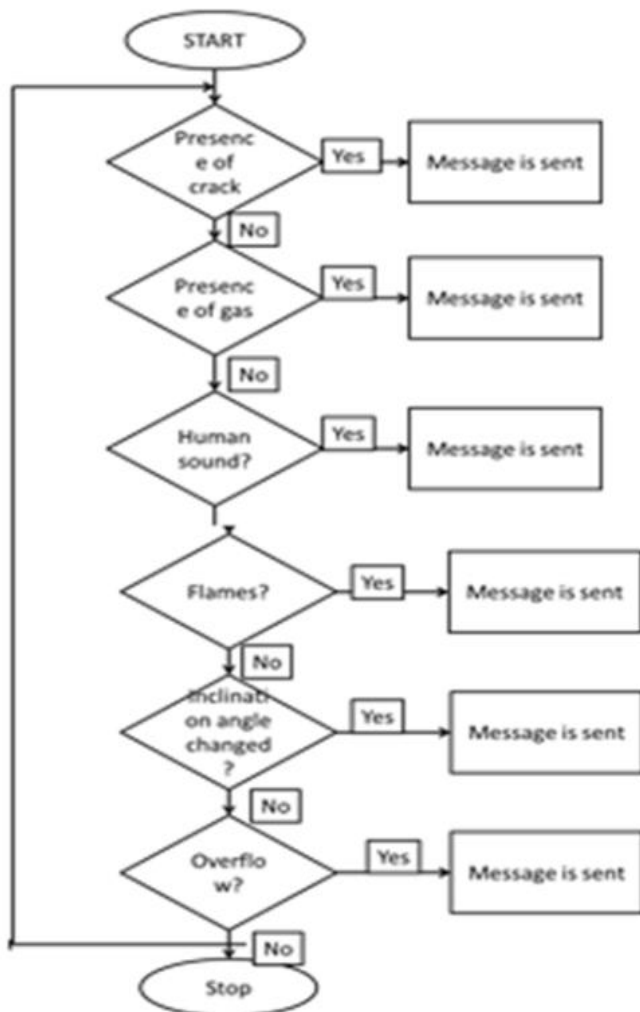 START
Presenc
e of
crack
Yes
Message is sent
No
Presenc
e of gas
Yes
Message is sent
No
Human
sound?
Yes
Message is sent
Flames?
Yes
Message is sent
No
Inclinati
on angle
changed
?
Yes
Message is sent
No
Overflo
w?
Yes
Message is sent
No
Stop